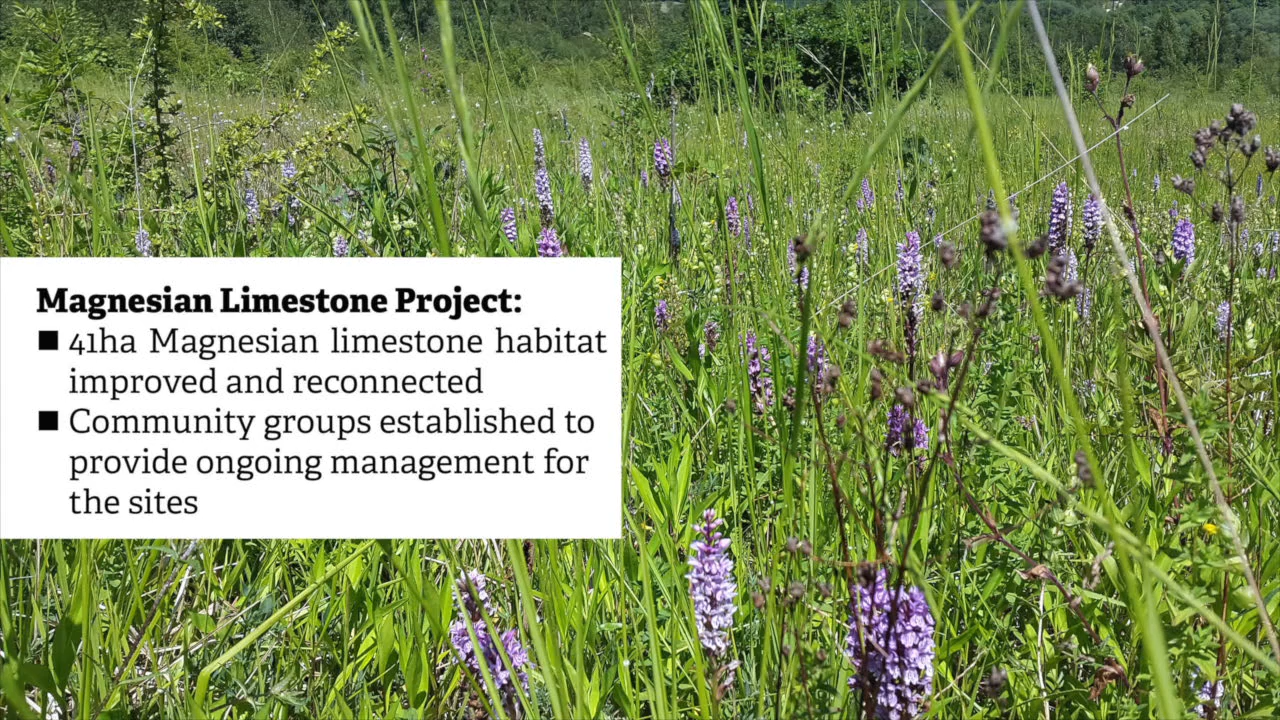 Magnesian Limestone Project:
■ 41ha Magnesian limestone habitat
improved and reconnected
■ Community groups established to
provide ongoing management for
the sites